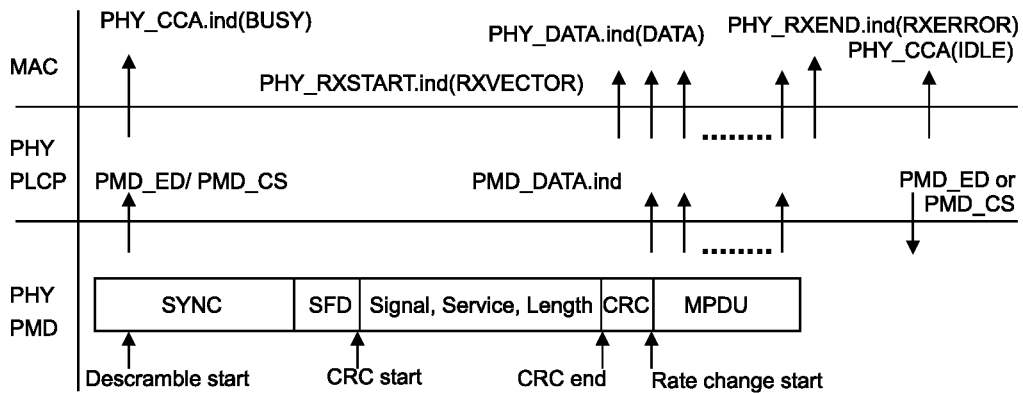 PHY_CCA.ind(BUSY)
PHY_DATA.ind(DATA)
PHY_RXEND.ind(RXERROR)
PHY_CCA(IDLE)
MAC
PHY_RXSTART.ind(RXVECTOR)
PHY
PLCP
PMD_ED/ PMD_CS
PMD_DATA.ind
PMD_ED or
PMD_CS
PHY
PMD
SYNC
SFD
Signal, Service, Length
CRC
MPDU
Descramble start
CRC start
CRC end
Rate change start